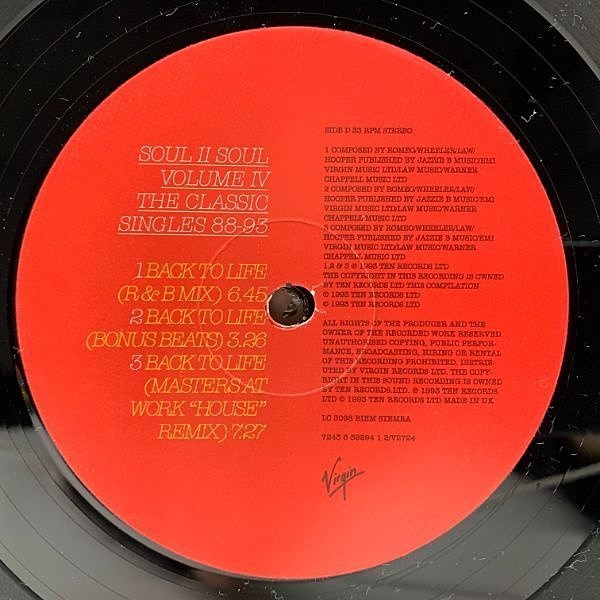 SOUL II SOUL
VOLUME IV
THE CLASSIC
SINGLES 88-93
1 BACK TO LIFE
(R & B MIX) 6.45
2 BACK TO LIFE
(BONUS BEATS) 3.26
3 BACK TO LIFE
(MASTERS AT
WORK "HOUSE"
REMIX) 7.27
SIDE D 33 RPM STEREO
1 COMPOSED BY ROMEO/WHEELER/LAW/
HOOPER PUBLISHED BY JAZZIE B MUSIC/EMI
VIRGIN MUSIC LTD/LAW MUSIC/WARNER
CHAPPELL MUSIC LTD
2 COMPOSED BY ROMEO/WHEELER/LAW/
HOOPER PUBLISHED BY JAZZIE B MUSIC/EMI
VIRGIN MUSIC LTD/LAW MUSIC/WARNER
CHAPPELL MUSIC LTD
3 COMPOSED BY ROMEO/WHEELER/LAW/
HOOPER PUBLISHED BY JAZZIE B MUSIC/EMI
VIRGIN MUSIC LTD/LAW MUSIC/WARNER
CHAPPELL MUSIC LTD
1,2 & 3 ℗ 1993 TEN RECORDS LTD
THE COPYRIGHT IN THIS RECORDING IS OWNED
BY TEN RECORDS LTD THIS COMPILATION
℗ 1993 TEN RECORDS LTD
© 1993 TEN RECORDS LTD
ALL RIGHTS OF THE PRODUCER AND THE
OWNER OF THE RECORDED WORK RESERVED.
UNAUTHORISED COPYING, PUBLIC PERFOR-
MANCE, BROADCASTING, HIRING OR RENTAL
OF THIS RECORDING PROHIBITED. DISTRIB-
UTED BY VIRGIN RECORDS LTD. THE COPY-
RIGHT IN THIS SOUND RECORDING IS OWNED
BY TEN RECORDS LTD. ℗ 1993 TEN RECORDS
LTD © 1993 TEN RECORDS LTD MADE IN UK
LC 3098 BIEM STEMRA
7243 8 39294 1 2/V2724
Virgin